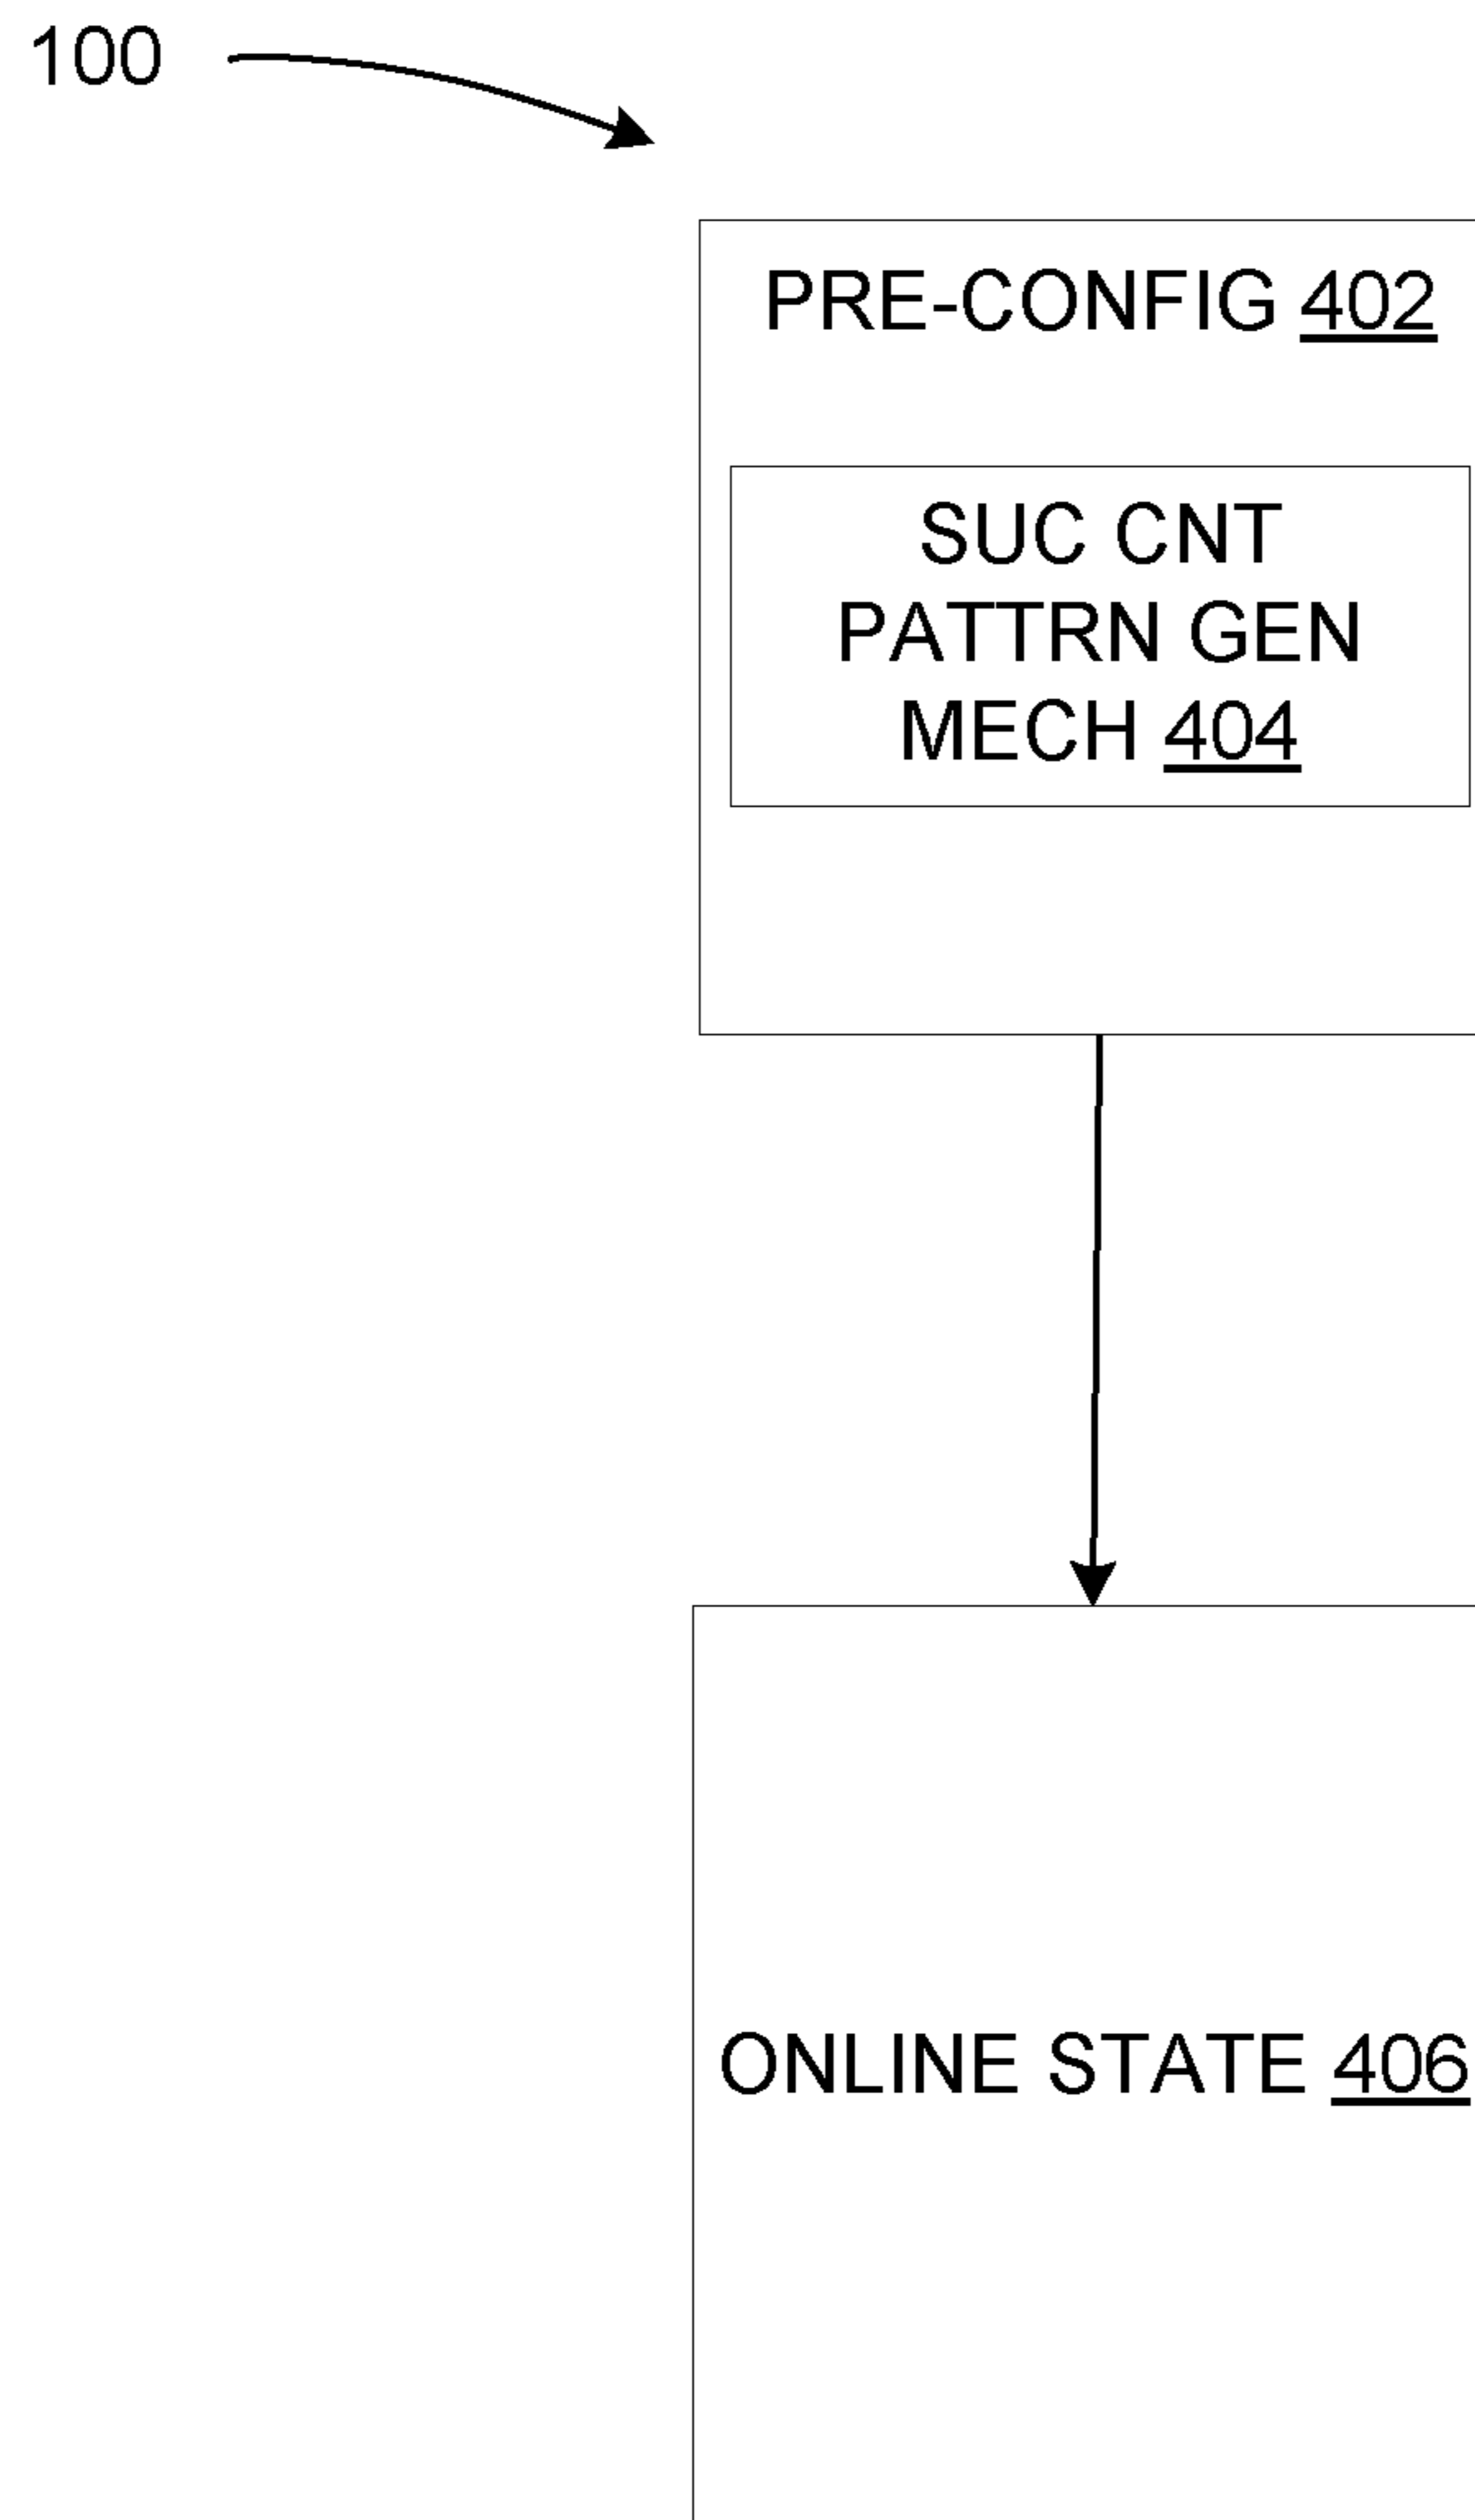 100
PRE-CONFIG 402
SUC CNT
PATTRN GEN
MECH 404
ONLINE STATE 406